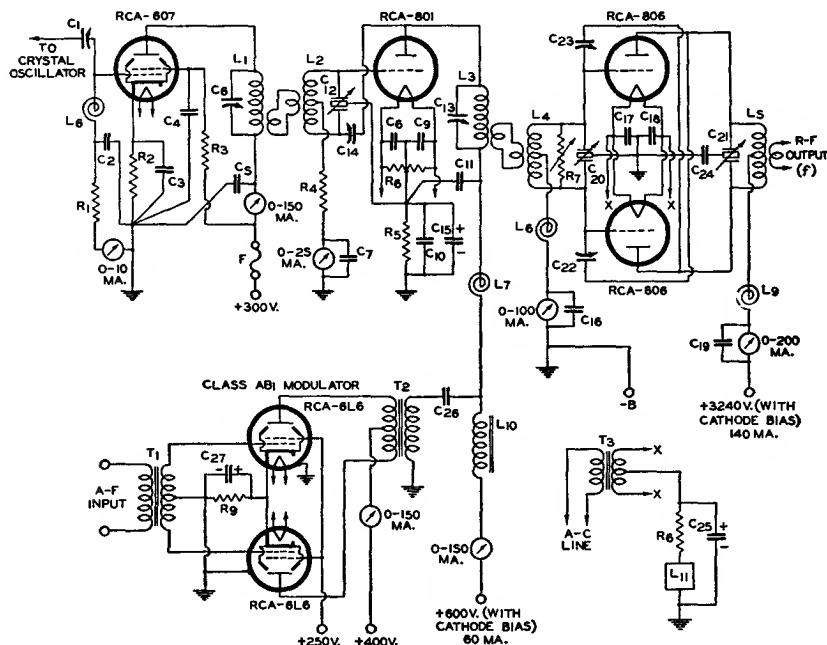 RCA-607
RCA-801
RCA-806
C1
TO
CRYSTAL
OSCILLATOR
L1
L2
L3
L4
L5
C6
C12
C13
C14
C23
C17
C18
C21
C20
C24
R-F
OUTPUT
(f)
L6
C2
C4
R3
R2
C3
C5
R1
0-10
MA.
0-150
MA.
F
+300V.
R4
0-25
MA.
C7
C6
C9
R6
C11
R5
C10
C15
+
-
L7
R7
L6
C22
RCA-806
0-100
MA.
C16
-B
L9
C19
0-200
MA.
+3240V.(WITH
CATHODE BIAS)
140 MA.
CLASS AB1 MODULATOR
RCA-6L6
T2
C26
L10
T1
A-F
INPUT
C27
- +
R9
RCA-6L6
0-150
MA.
0-150
MA.
+250V.
+400V.
+600V.(WITH
CATHODE BIAS)
60 MA.
X
X
T3
X
X
A-C
LINE
R6
C25
+
-
L11